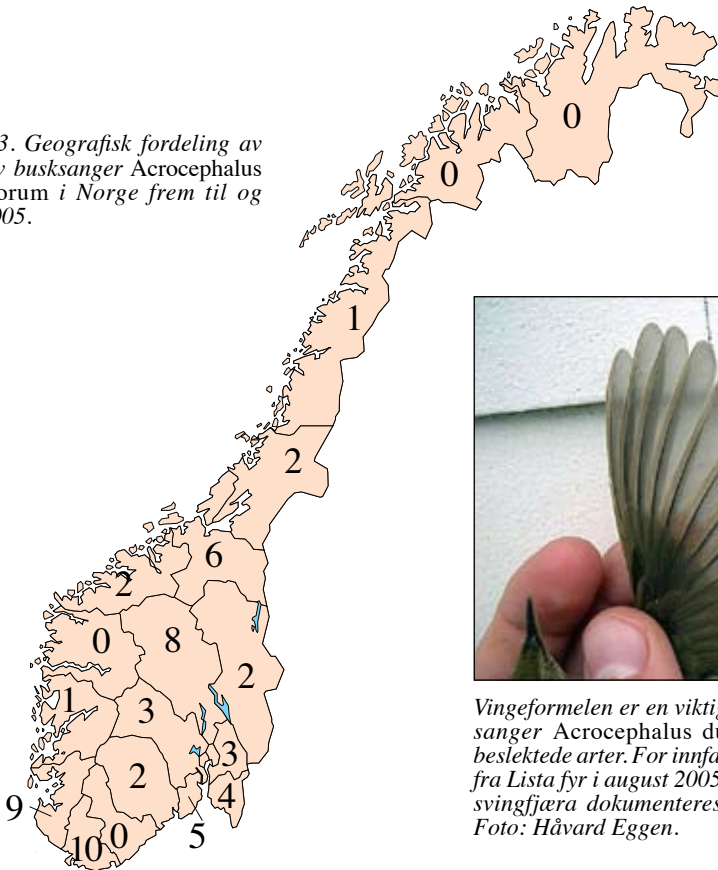 3. Geografisk fordeling av
busksanger Acrocephalus
orum i Norge frem til og
005.
0
0
1
2
6
2
0
8
2
1
3
3
2
4
9
5
10
0
Vingeformelen er en viktig
sanger Acrocephalus du
beslektede arter. For innfa
fra Lista fyr i august 2005
svingfjæra dokumenteres
Foto: Håvard Eggen.